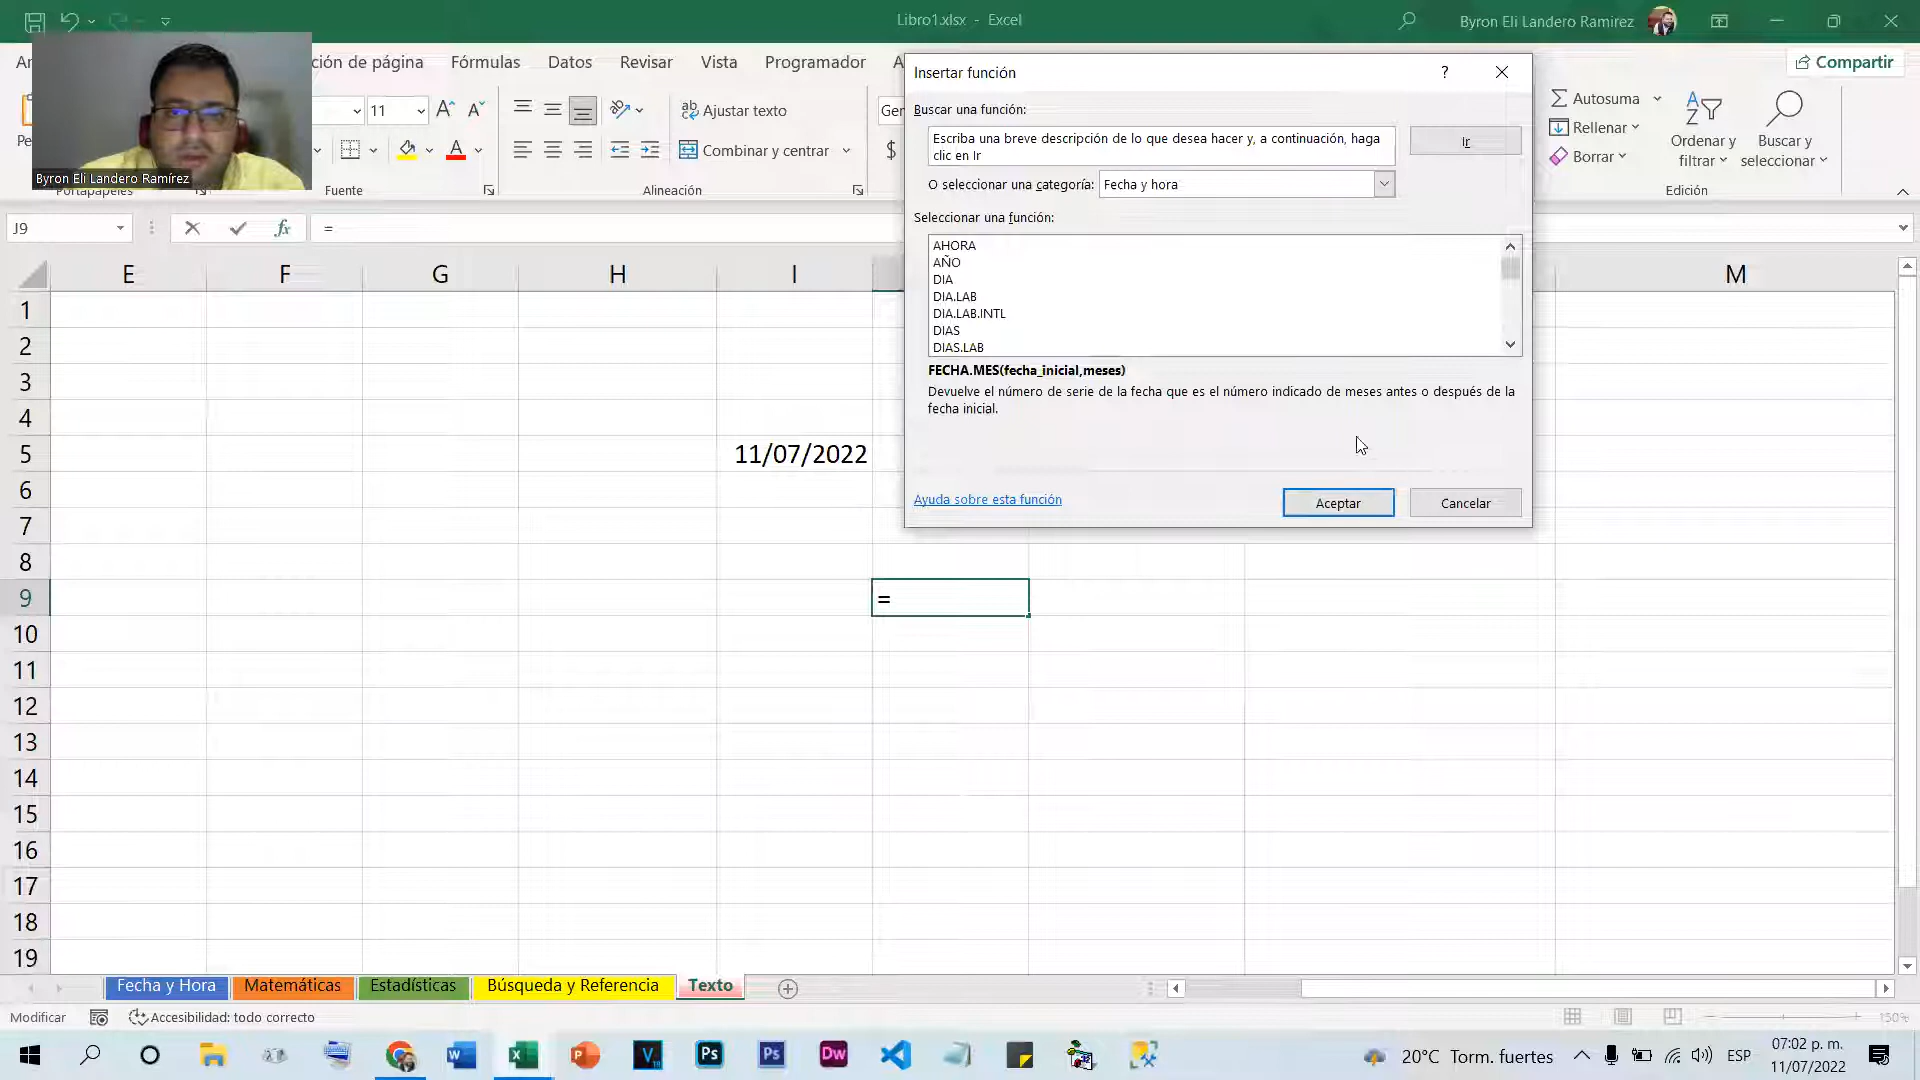 Libro1.xlsx - Excel
Byron Eli Landero Ramirez
ción de página
Fórmulas
Datos
Revisar
Vista
Programador
Compartir
11
Ajustar texto
Combinar y centrar
$
Autosuma
Rellenar
Borrar
Ordenar y
filtrar
Buscar y
seleccionar
Byron Eli Landero Ramírez
Portapapeles
Fuente
Alineación
Edición
Insertar función
?
Buscar una función:
Escriba una breve descripción de lo que desea hacer y, a continuación, haga
clic en Ir
Ir
O seleccionar una categoría: Fecha y hora
Seleccionar una función:
AHORA
AÑO
DIA
DIA.LAB
DIA.LAB.INTL
DIAS
DIAS.LAB
FECHA.MES(fecha_inicial,meses)
Devuelve el número de serie de la fecha que es el número indicado de meses antes o después de la
fecha inicial.
Ayuda sobre esta función
Aceptar
Cancelar
J9
fx
=
E F G H I M
1
2
3
4
5 11/07/2022
6
7
8
9 =
10
11
12
13
14
15
16
17
18
19
Fecha y Hora
Matemáticas
Estadísticas
Búsqueda y Referencia
Texto
Modificar
Accesibilidad: todo correcto
150%
20°C Torm. fuertes
ESP
07:02 p. m.
11/07/2022